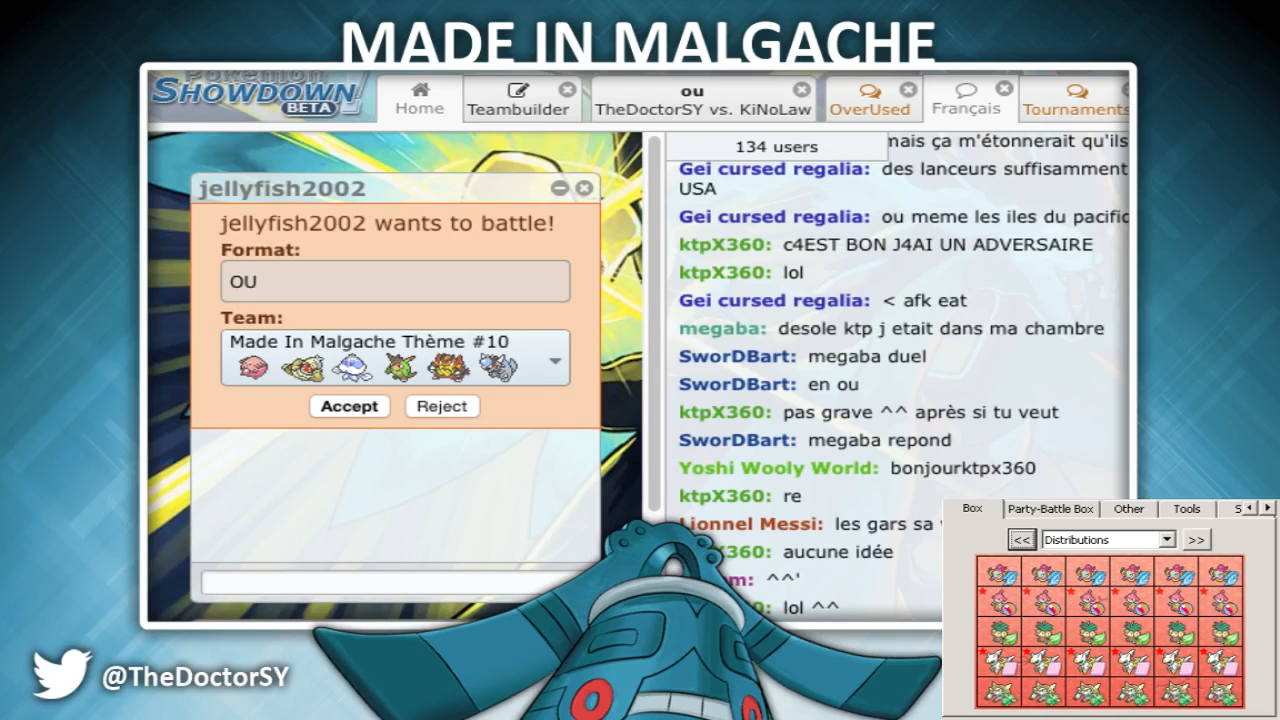 MADE IN MALGACHE
Pokémon
SHOWDOWN
BETA
Home
Teambuilder
ou
TheDoctorSY vs. KiNoLaw
OverUsed
Français
Tournaments
134 users
mais ça m'étonnerait qu'ils
Gei cursed regalia: des lanceurs suffisamment
USA
Gei cursed regalia: ou meme les iles du pacific
ktpX360: c4EST BON J4AI UN ADVERSAIRE
ktpX360: lol
Gei cursed regalia: < afk eat
megaba: desole ktp j etait dans ma chambre
SworDBart: megaba duel
SworDBart: en ou
ktpX360: pas grave ^^ après si tu veut
SworDBart: megaba repond
Yoshi Wooly World: bonjourktpx360
ktpX360: re
Lionnel Messi: les gars sa
X360: aucune idée
m: ^^'
0: lol ^^
jellyfish2002
jellyfish2002 wants to battle!
Format:
OU
Team:
Made In Malgache Thème #10
Accept Reject
Box Party-Battle Box Other Tools S
<< Distributions >>
@TheDoctorSY